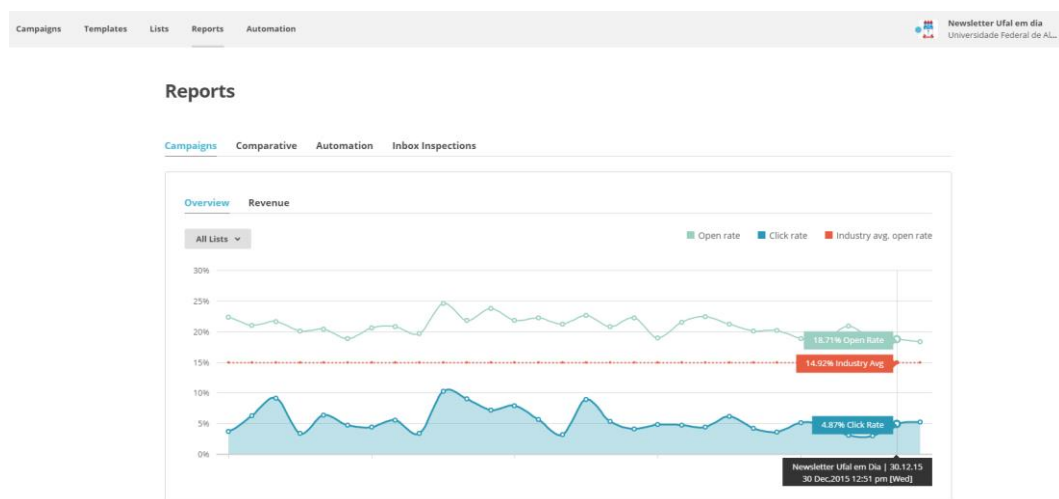 Campaigns Templates Lists Reports Automation
Newsletter Ufal em dia
Universidade Federal de AL...
Reports
Campaigns Comparative Automation Inbox Inspections
Overview Revenue
All Lists
Open rate Click rate Industry avg. open rate
30%
25%
20%
18.71% Open Rate
15%
14.92% Industry Avg
10%
5%
4.87% Click Rate
0%
Newsletter Ufal em Dia | 30.12.15
30 Dec,2015 12:51 pm [Wed]